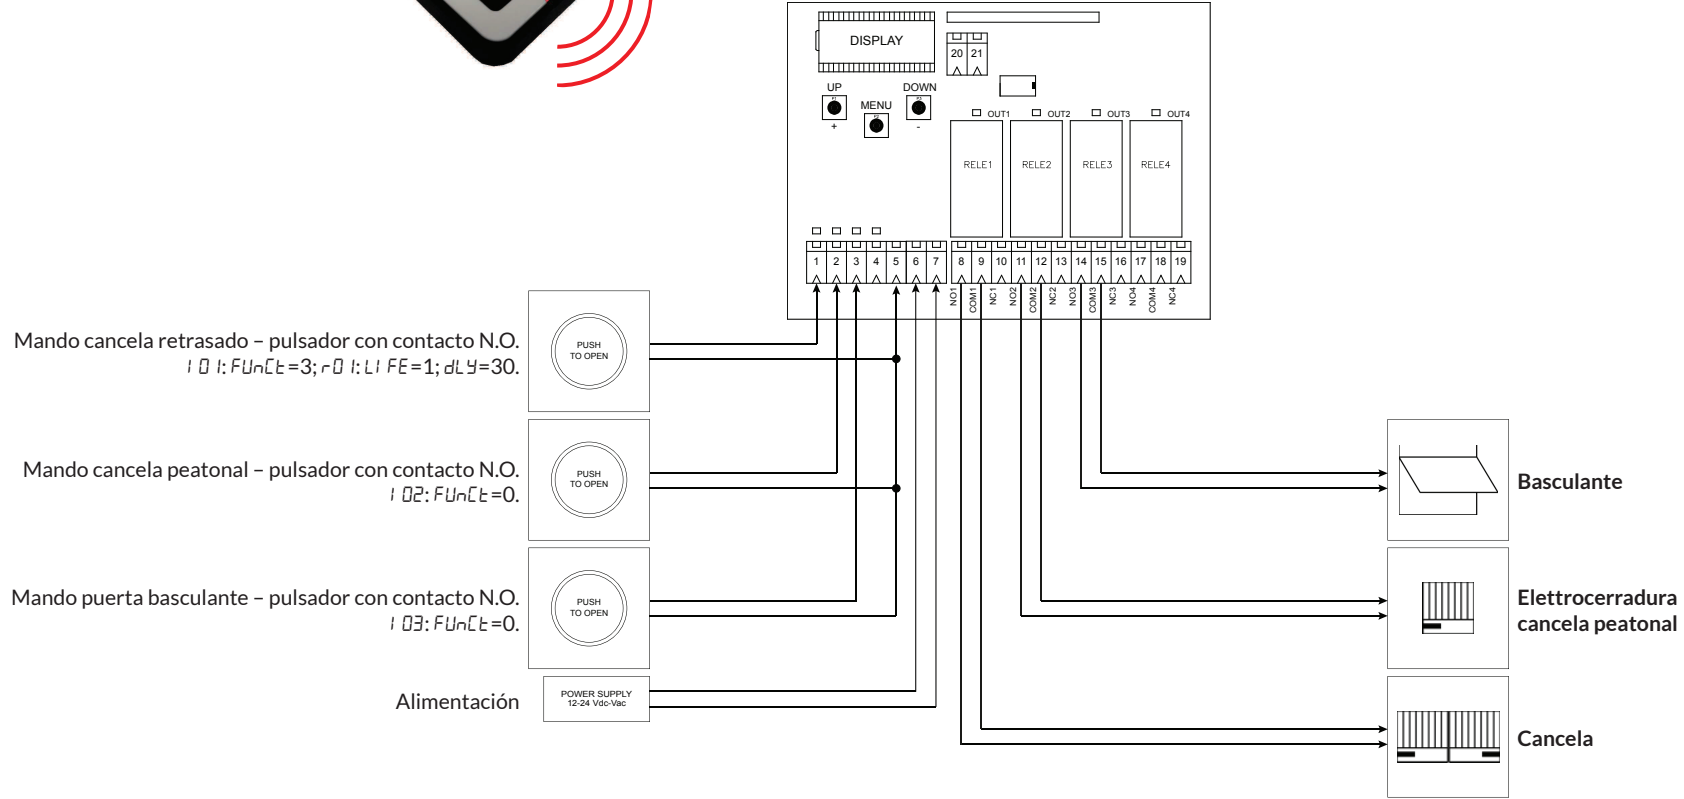 DISPLAY
20 21
UP
DOWN
MENU
+
-
OUT1 OUT2 OUT3 OUT4
RELE1 RELE2 RELE3 RELE4
1 2 3 4 5 6 7 8 9 10 11 12 13 14 15 16 17 18 19
NO1 COM1 NC1 NO2 COM2 NC2 NO3 COM3 NC3 NO4 COM4 NC4
Mando cancela retrasado – pulsador con contacto N.O.
I01: FUnCt=3; r01: LIFE=1; dLY=30.
PUSH
TO OPEN
Mando cancela peatonal – pulsador con contacto N.O.
I02: FUnCt=0.
PUSH
TO OPEN
Mando puerta basculante – pulsador con contacto N.O.
I03: FUnCt=0.
PUSH
TO OPEN
Alimentación
POWER SUPPLY
12-24 Vdc-Vac
Basculante
Elettrocerradura
cancela peatonal
Cancela